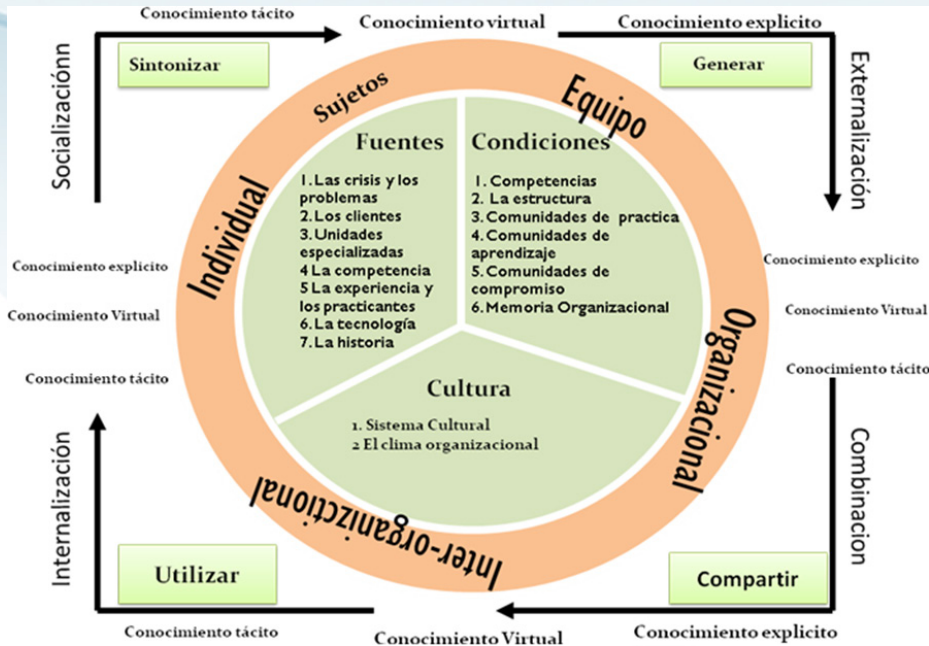 Conocimiento tácito
Conocimiento virtual
Conocimiento explicito
Sintonizar
Generar
Socializaciónn
Externalización
Sujetos
Equipo
Individual
Organizacional
Inter-organizctional
Fuentes
1. Las crisis y los
problemas
2. Los clientes
3. Unidades
especializadas
4 La competencia
5 La experiencia y
los practicantes
6. La tecnología
7. La historia
Condiciones
1. Competencias
2. La estructura
3. Comunidades de practica
4. Comunidades de
aprendizaje
5. Comunidades de
compromiso
6. Memoria Organizacional
Cultura
1. Sistema Cultural
2 El clima organizacional
Conocimiento explicito
Conocimiento Virtual
Conocimiento tácito
Conocimiento explicito
Conocimiento Virtual
Conocimiento tácito
Internalización
Combinacion
Utilizar
Compartir
Conocimiento tácito
Conocimiento Virtual
Conocimiento explicito